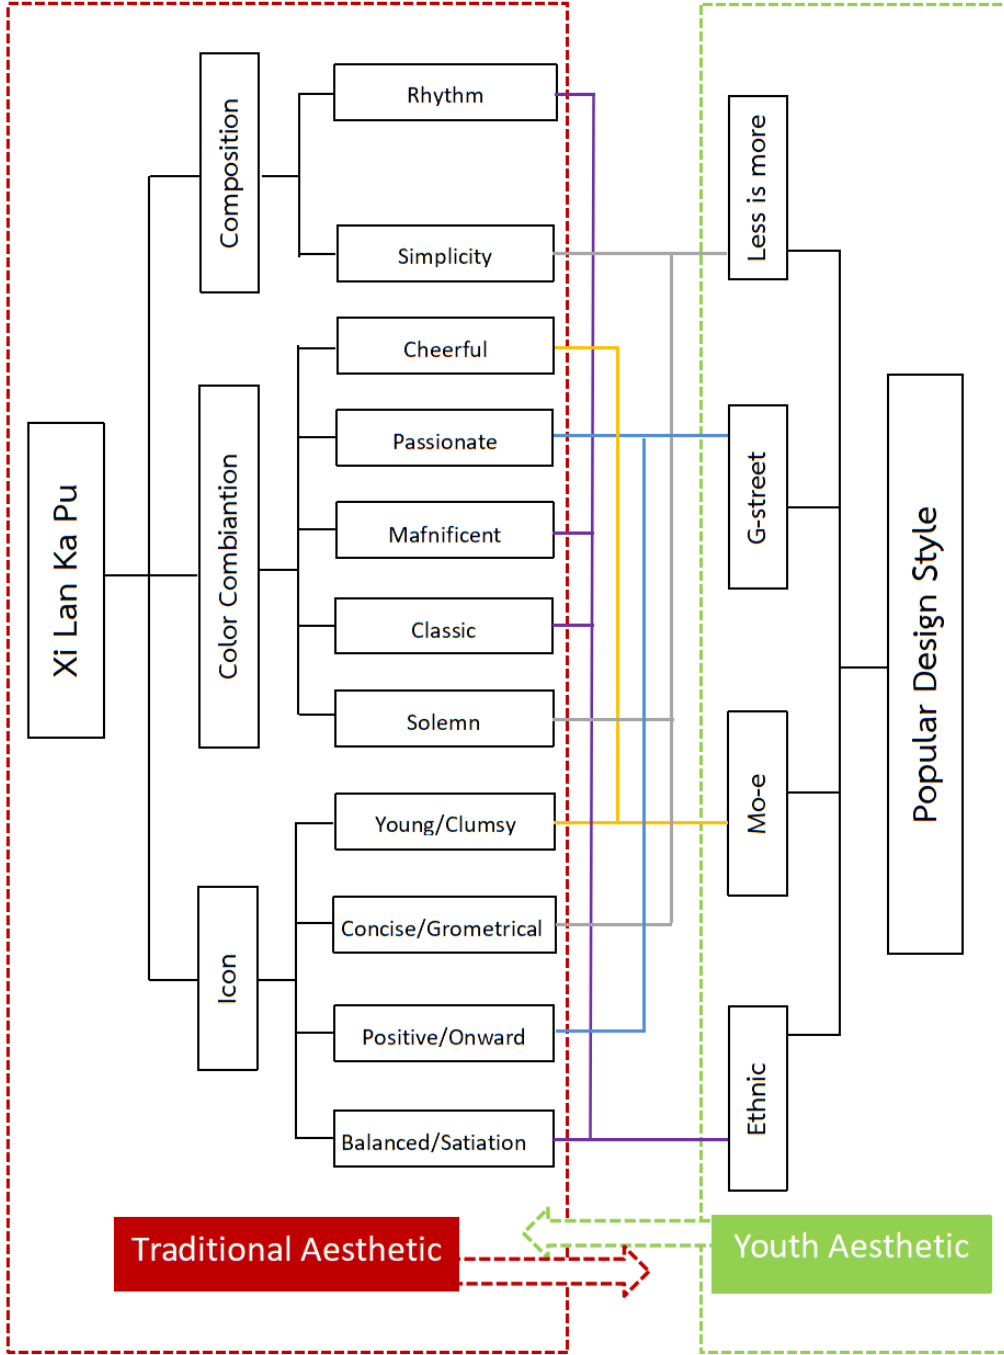 Xi Lan Ka Pu
Composition
Color Combiantion
Icon
Rhythm
Simplicity
Cheerful
Passionate
Mafnificent
Classic
Solemn
Young/Clumsy
Concise/Grometrical
Positive/Onward
Balanced/Satiation
Less is more
G-street
Mo-e
Ethnic
Popular Design Style
Traditional Aesthetic
Youth Aesthetic